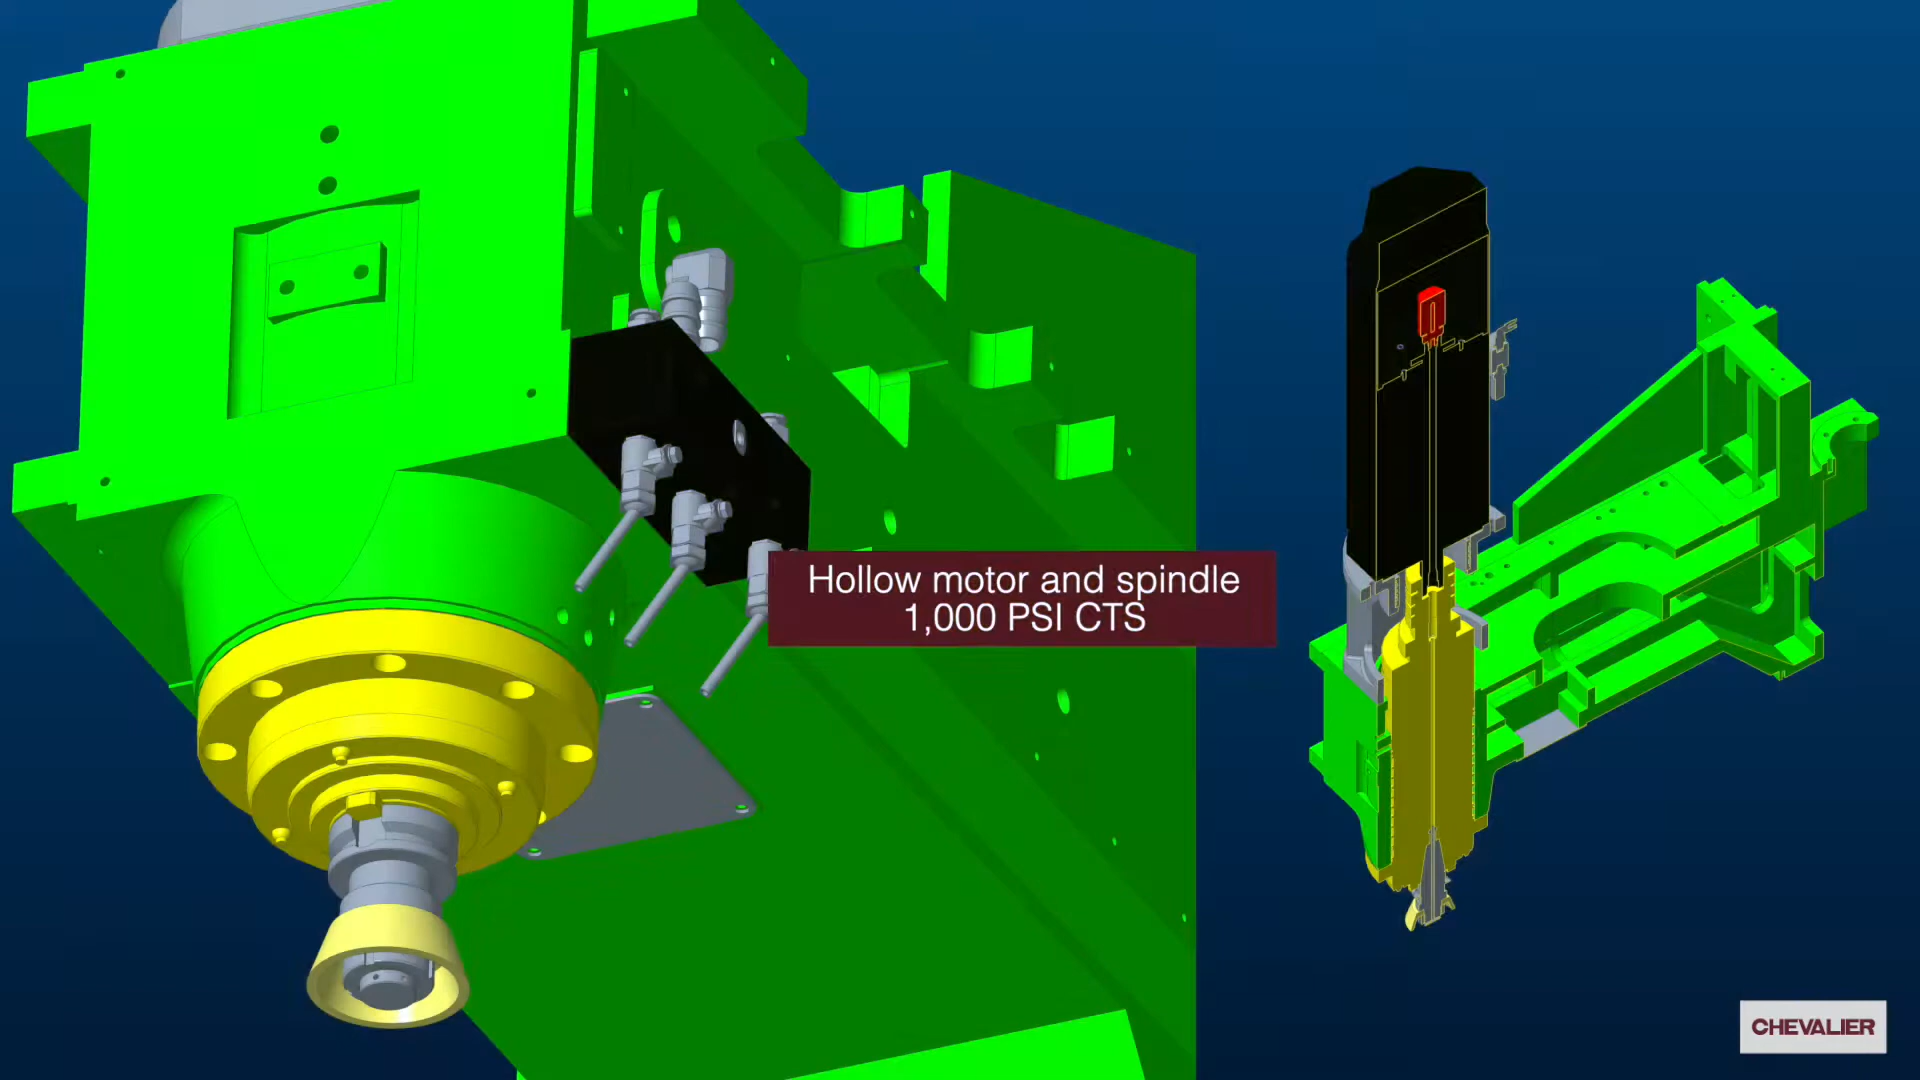 Hollow motor and spindle
1,000 PSI CTS
CHEVALIER